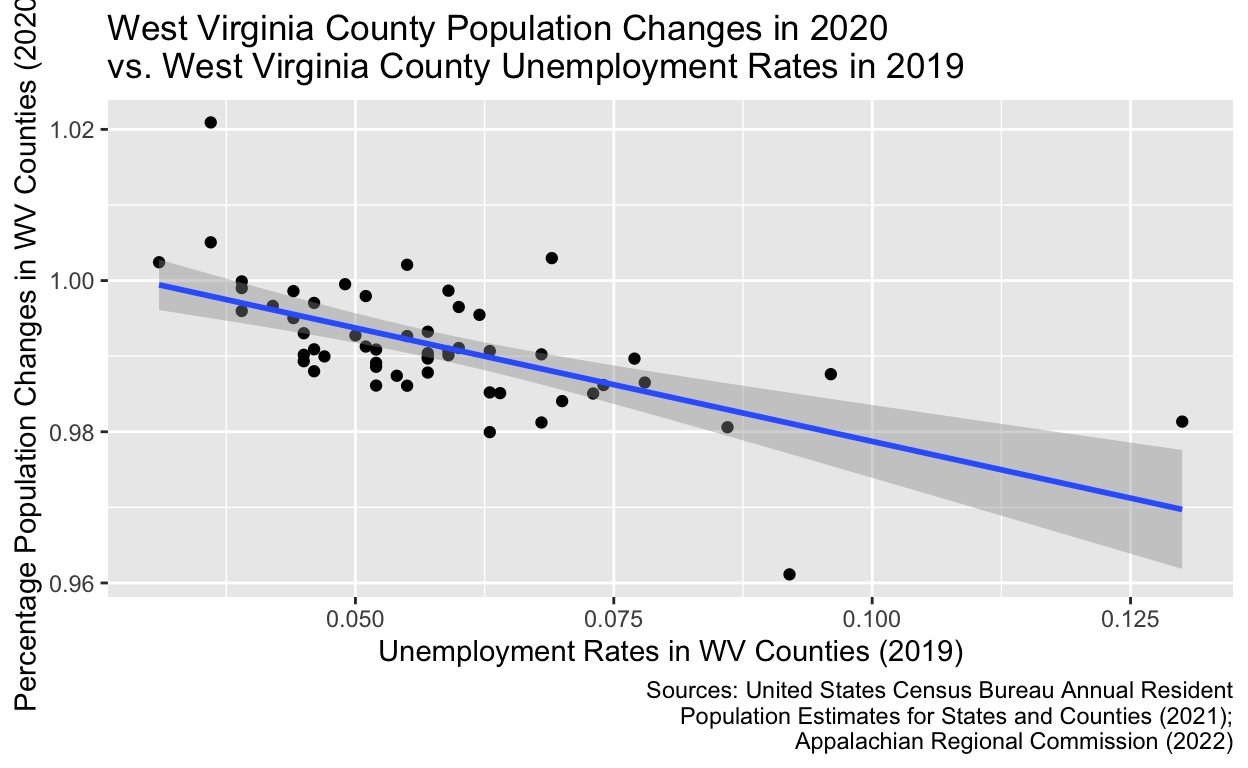 West Virginia County Population Changes in 2020
vs. West Virginia County Unemployment Rates in 2019
Percentage Population Changes in WV Counties (2020
1.02
1.00
0.98
0.96
0.050
0.075
0.100
0.125
Unemployment Rates in WV Counties (2019)
Sources: United States Census Bureau Annual Resident
Population Estimates for States and Counties (2021);
Appalachian Regional Commission (2022)